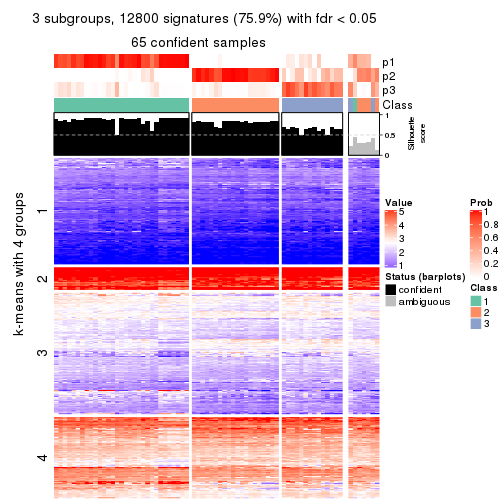 3 subgroups, 12800 signatures (75.9%) with fdr < 0.05
65 confident samples
p1
p2
p3
Class
1
0.5
0
Silhouette
score
k-means with 4 groups
1
2
3
4
Value
5
4
3
2
1
Status (barplots)
confident
ambiguous
Prob
1
0.8
0.6
0.4
0.2
0
Class
1
2
3